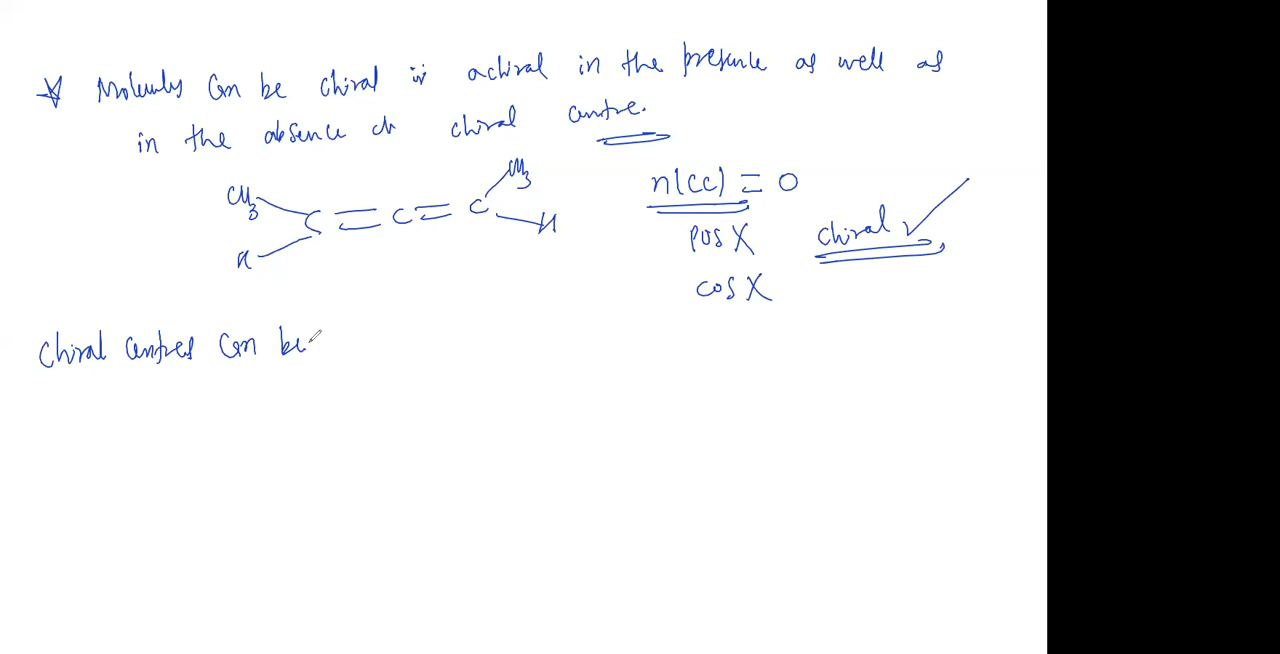 Molecules can be chiral or achiral in the presence as well as
in the absence of chiral centre.
CH3 C = C = C CH3
H H
n(CC) = 0
POS X
COS X
chiral ✓
Chiral centres can be